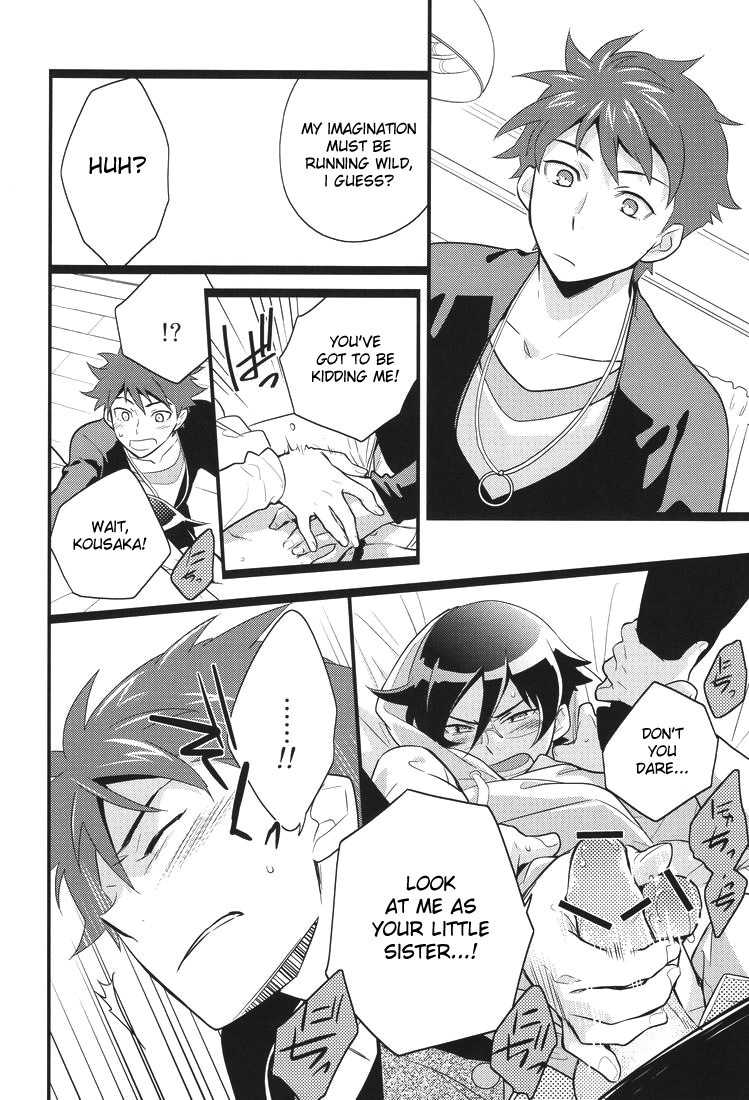 MY IMAGINATION
MUST BE
RUNNING WILD,
I GUESS?
HUH?
YOU'VE
GOT TO BE
KIDDING ME!
!?
WAIT,
KOUSAKA!
DON'T
YOU
DARE...
LOOK
AT ME AS
YOUR LITTLE
SISTER...!
......!!